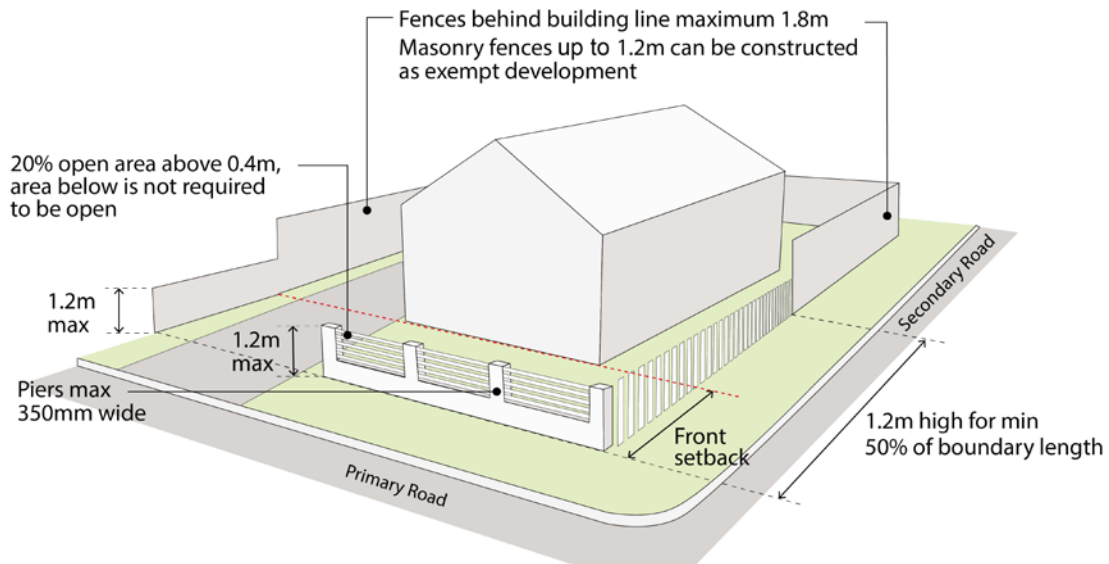 Fences behind building line maximum 1.8m
Masonry fences up to 1.2m can be constructed
as exempt development
20% open area above 0.4m,
area below is not required
to be open
1.2m
max
1.2m
max
Piers max
350mm wide
Front
setback
Primary Road
Secondary Road
1.2m high for min
50% of boundary length